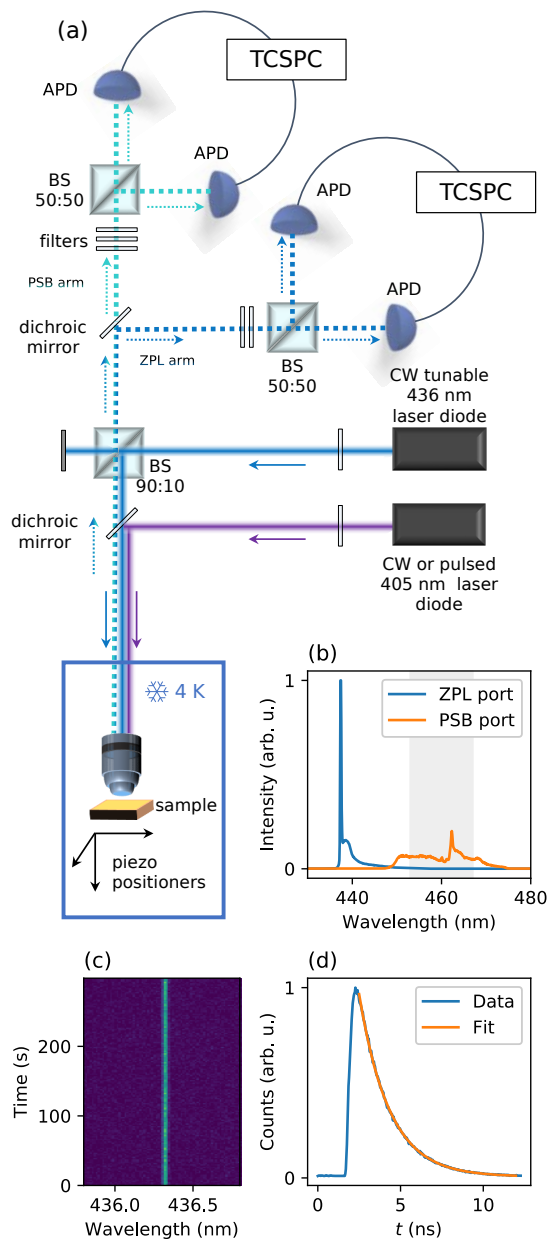 (a)
TCSPC
APD
BS
50:50
APD
APD
TCSPC
filters
PSB arm
APD
dichroic
mirror
ZPL arm
BS
50:50
CW tunable
436 nm
laser diode
BS
90:10
dichroic
mirror
CW or pulsed
405 nm laser
diode
4 K
sample
piezo
positioners
(b)
ZPL port
PSB port
Intensity (arb. u.)
1
0
440
460
480
Wavelength (nm)
(c)
Time (s)
200
100
0
436.0
436.5
Wavelength (nm)
(d)
Data
Fit
Counts (arb. u.)
1
0
0
5
10
t (ns)